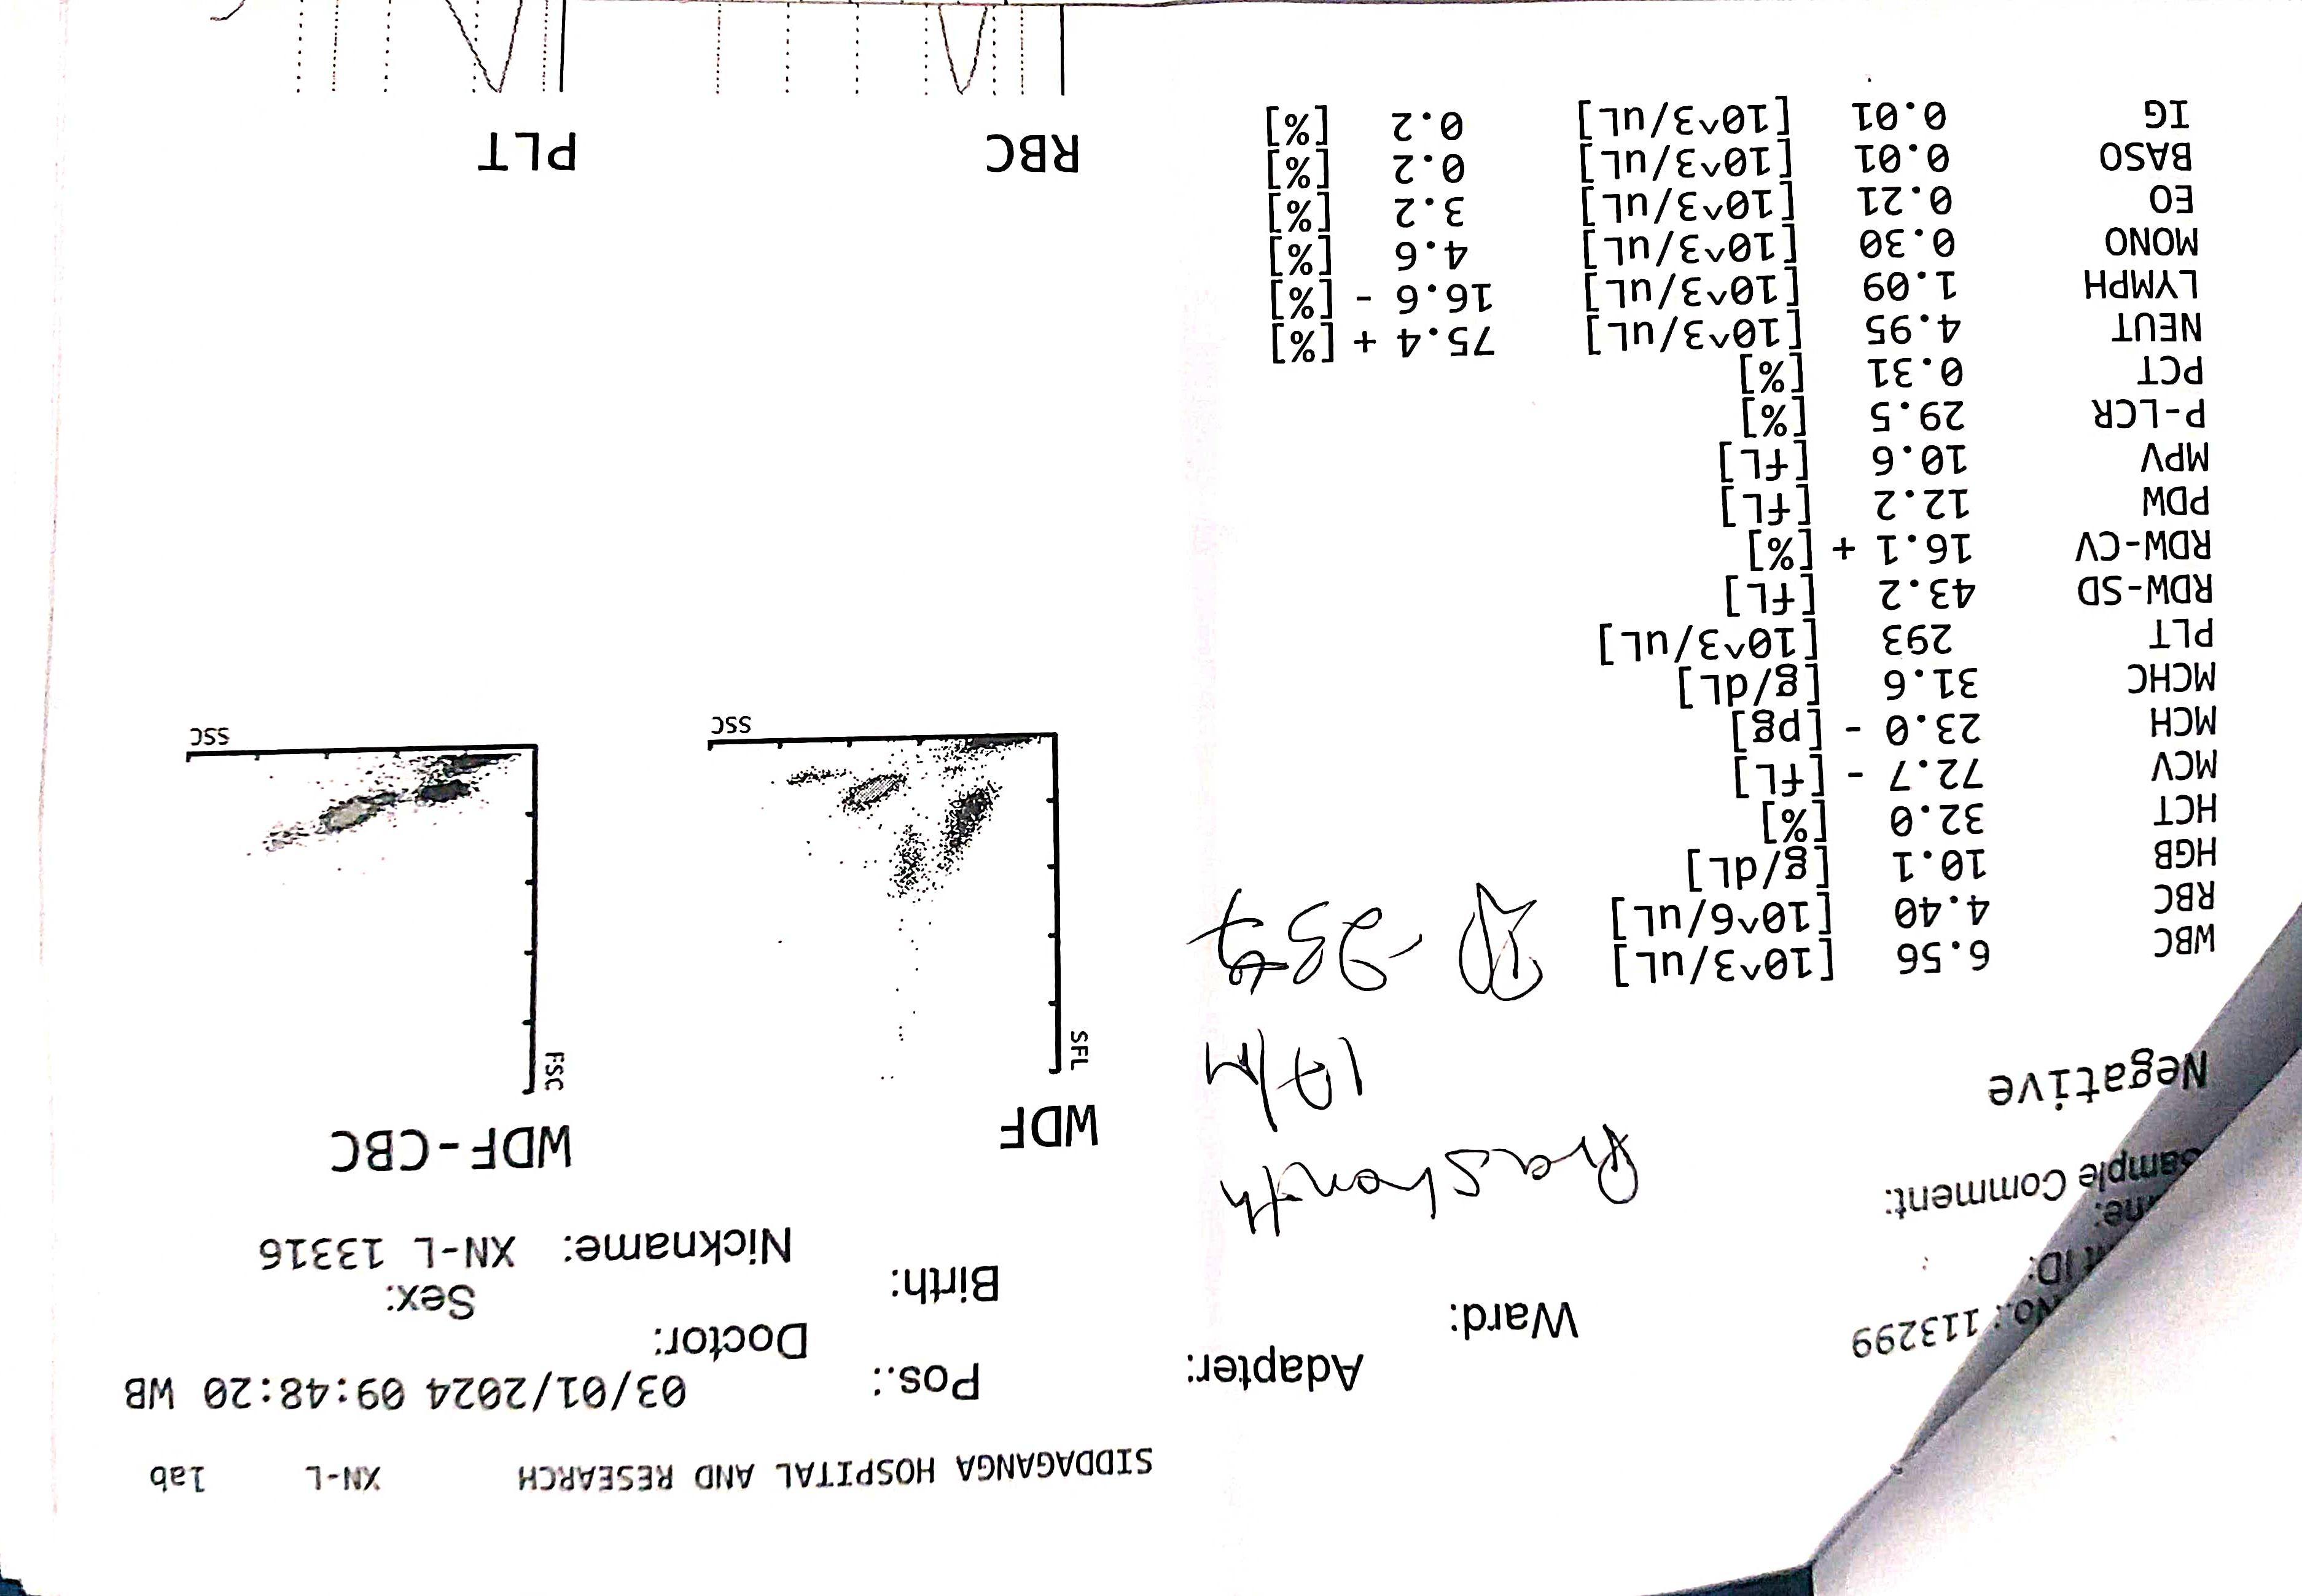 SIDDAGANGA HOSPITAL AND RESEARCH XN-L lab
Adapter: Pos.: 03/01/2024 09:48:20 WB
No.: 113299 Ward: Doctor:
ID: Birth: Sex:
Nickname: XN-L 13316
Sample Comment:
Prashanth
17/M
Negative
IP -
WDF WDF-CBC
SFL FSC
SSC SSC
WBC 6.56 [10^3/uL]
RBC 4.40 [10^6/uL]
HGB 10.1 [g/dL]
HCT 32.0 [%]
MCV 72.7 - [fL]
MCH 23.0 - [pg]
MCHC 31.6 [g/dL]
PLT 293 [10^3/uL]
RDW-SD 43.2 [fL]
RDW-CV 16.1 + [%]
PDW 12.2 [fL]
MPV 10.6 [fL]
P-LCR 29.5 [%]
PCT 0.31 [%]
NEUT 4.95 [10^3/uL] 75.4 + [%]
LYMPH 1.09 [10^3/uL] 16.6 - [%]
MONO 0.30 [10^3/uL] 4.6 [%]
EO 0.21 [10^3/uL] 3.2 [%]
BASO 0.01 [10^3/uL] 0.2 [%]
IG 0.01 [10^3/uL] 0.2 [%]
RBC PLT